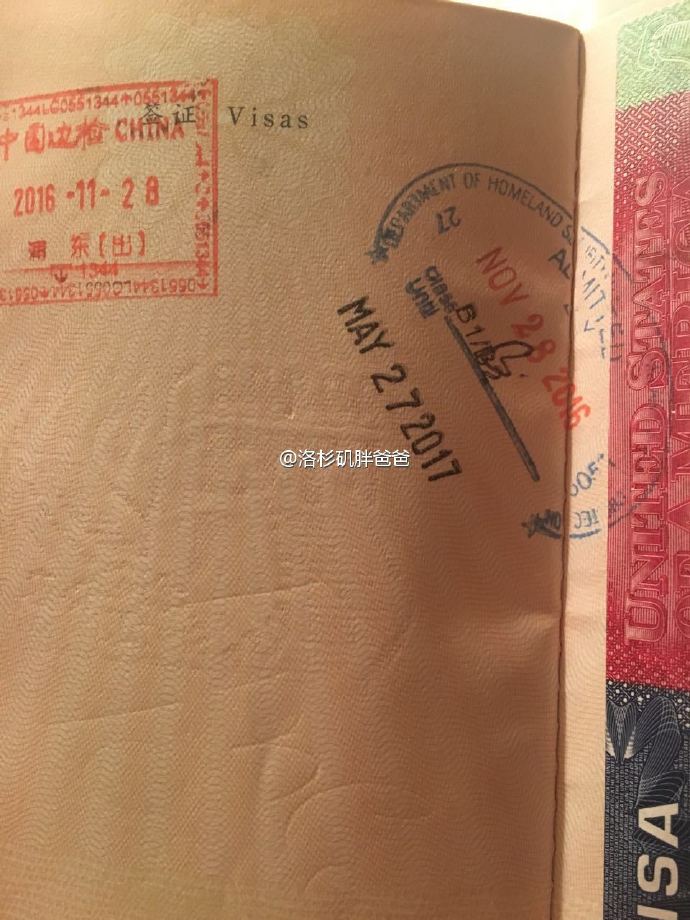 签证 Visas
中国边检 CHINA
2016-11-28
浦东(出)
1344
DEPARTMENT OF HOMELAND
27
ADMITTED
NOV 28 2016
CLASS B1/B2
UNTIL
MAY 27 2017
@洛杉矶胖爸爸
UNITED STATES
OF AMERICA
VISA